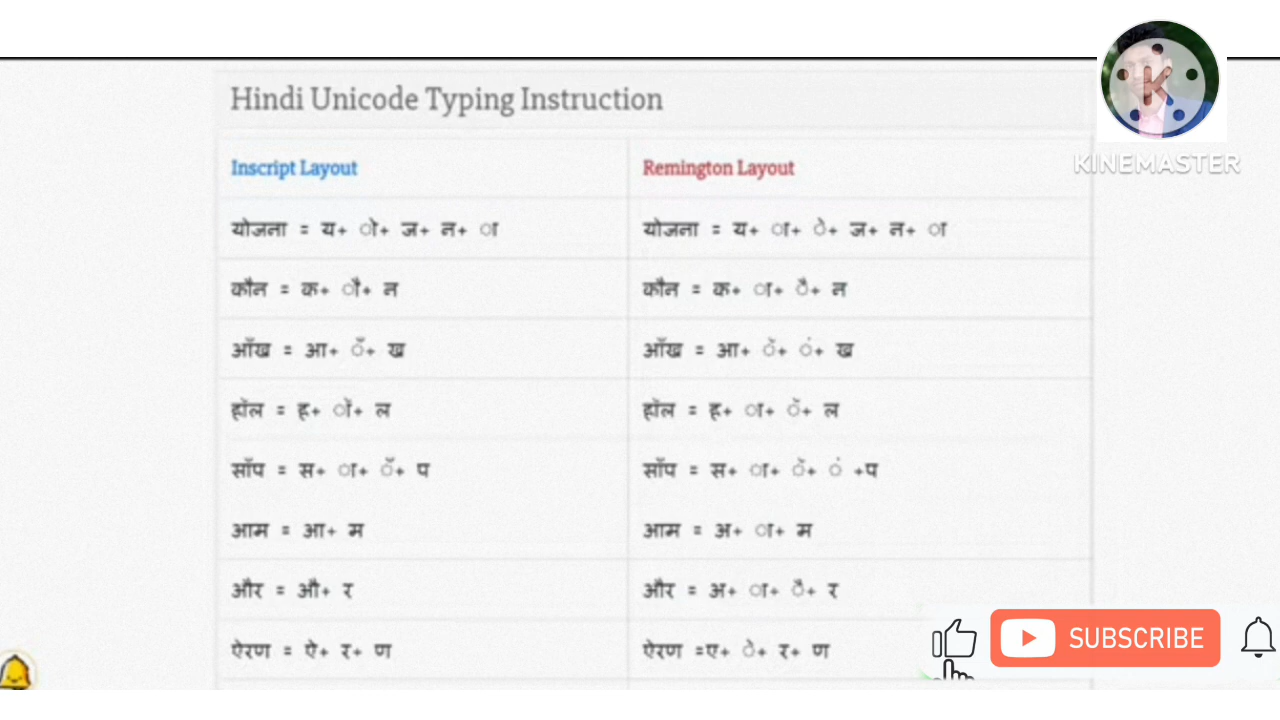 KINEMASTER
Hindi Unicode Typing Instruction
Inscript Layout Remington Layout
योजना = य+ ो+ ज+ न+ ा योजना = य+ ा+ े+ ज+ न+ ा
कौन = क+ ौ+ न कौन = क+ ा+ ै+ न
आँख = आ+ ँ+ ख आँख = आ+ ॅ+ ं+ ख
हॉल = ह+ ॉ+ ल हॉल = ह+ ा+ ॅ+ ल
साँप = स+ ा+ ँ+ प साँप = स+ ा+ ॅ+ ं +प
आम = आ+ म आम = अ+ ा+ म
और = औ+ र और = अ+ ा+ ै+ र
ऐरण = ऐ+ र+ ण ऐरण =ए+ े+ र+ ण
SUBSCRIBE